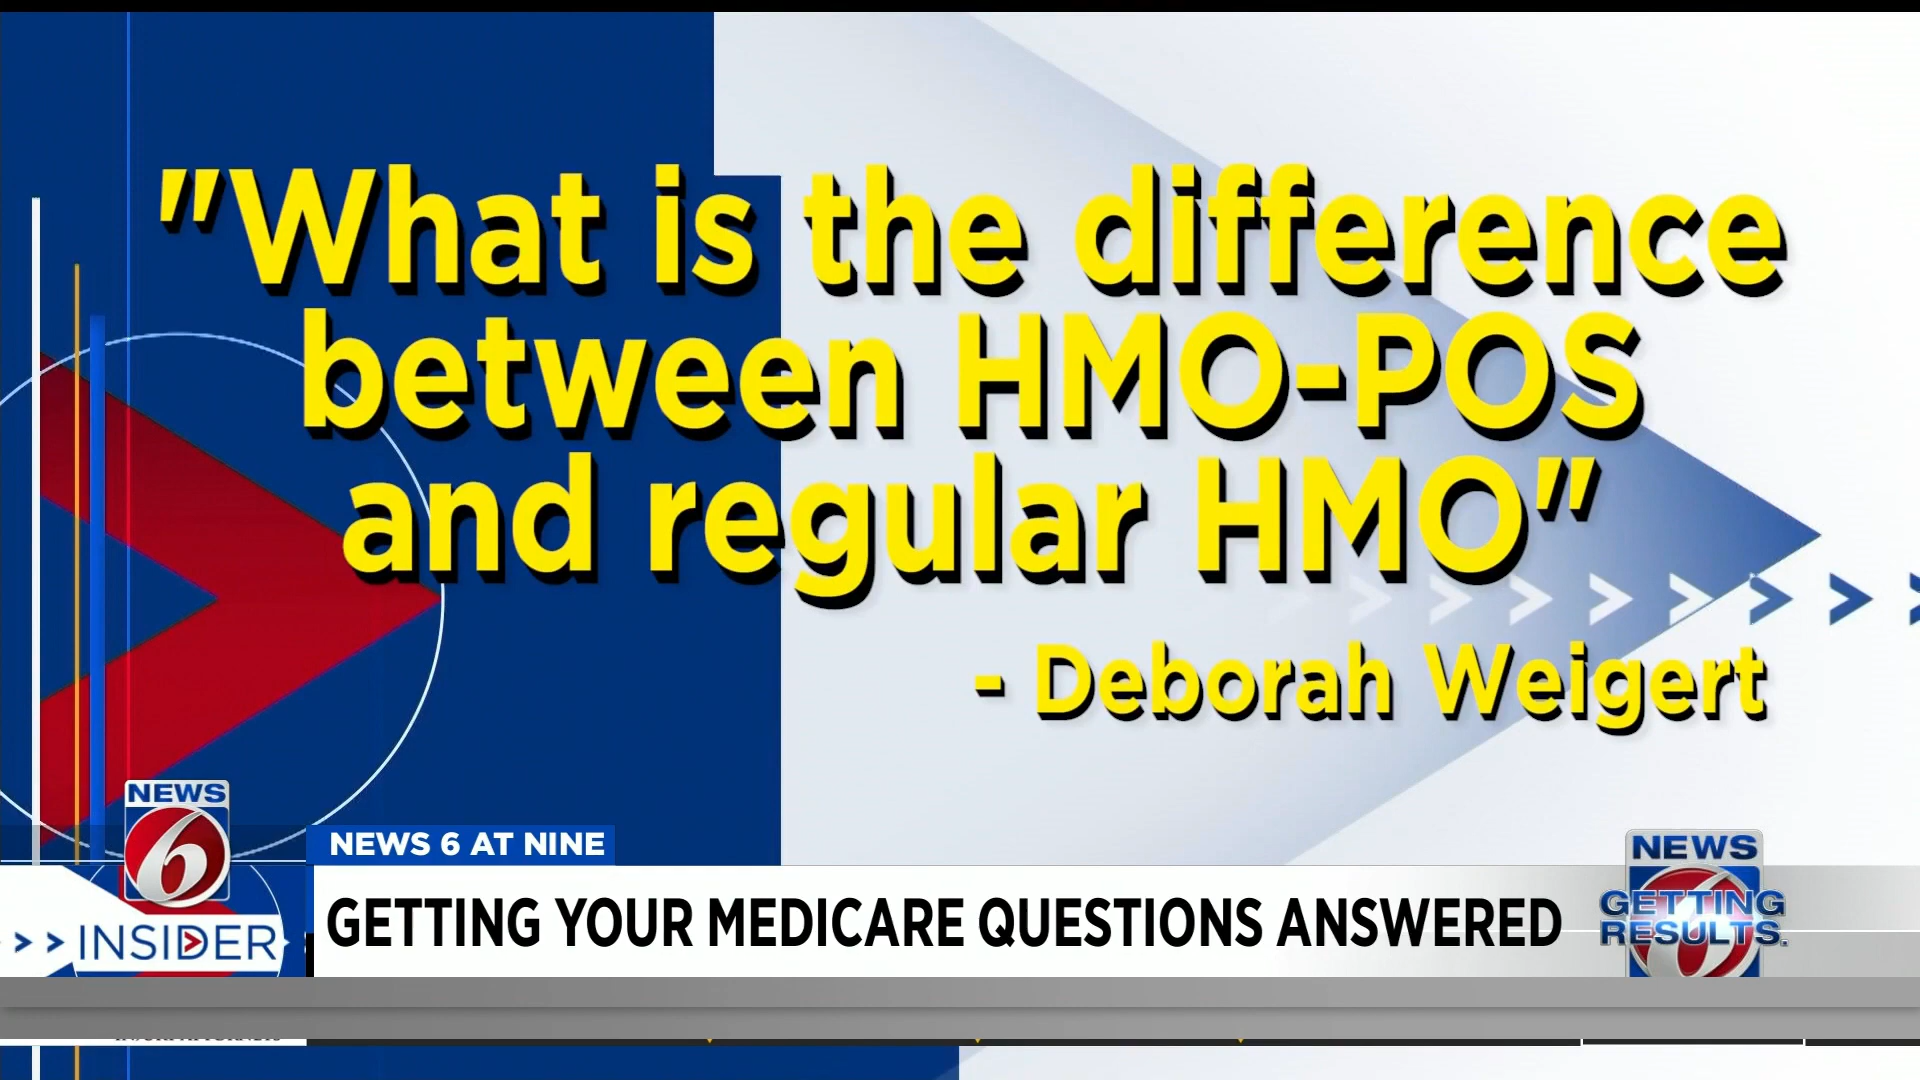 "What is the difference
between HMO-POS
and regular HMO"
- Deborah Weigert
NEWS
6
INSIDER
NEWS 6 AT NINE
GETTING YOUR MEDICARE QUESTIONS ANSWERED
NEWS
6
GETTING
RESULTS.